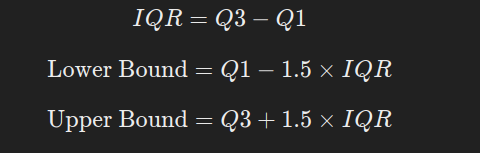 IQR = Q3 − Q1
Lower Bound = Q1 − 1.5 × IQR
Upper Bound = Q3 + 1.5 × IQR